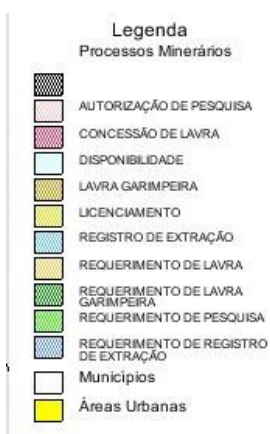 Legenda
Processos Minerários
AUTORIZAÇÃO DE PESQUISA
CONCESSÃO DE LAVRA
DISPONIBILIDADE
LAVRA GARIMPEIRA
LICENCIAMENTO
REGISTRO DE EXTRAÇÃO
REQUERIMENTO DE LAVRA
REQUERIMENTO DE LAVRA
GARIMPEIRA
REQUERIMENTO DE PESQUISA
REQUERIMENTO DE REGISTRO
DE EXTRAÇÃO
Municípios
Áreas Urbanas